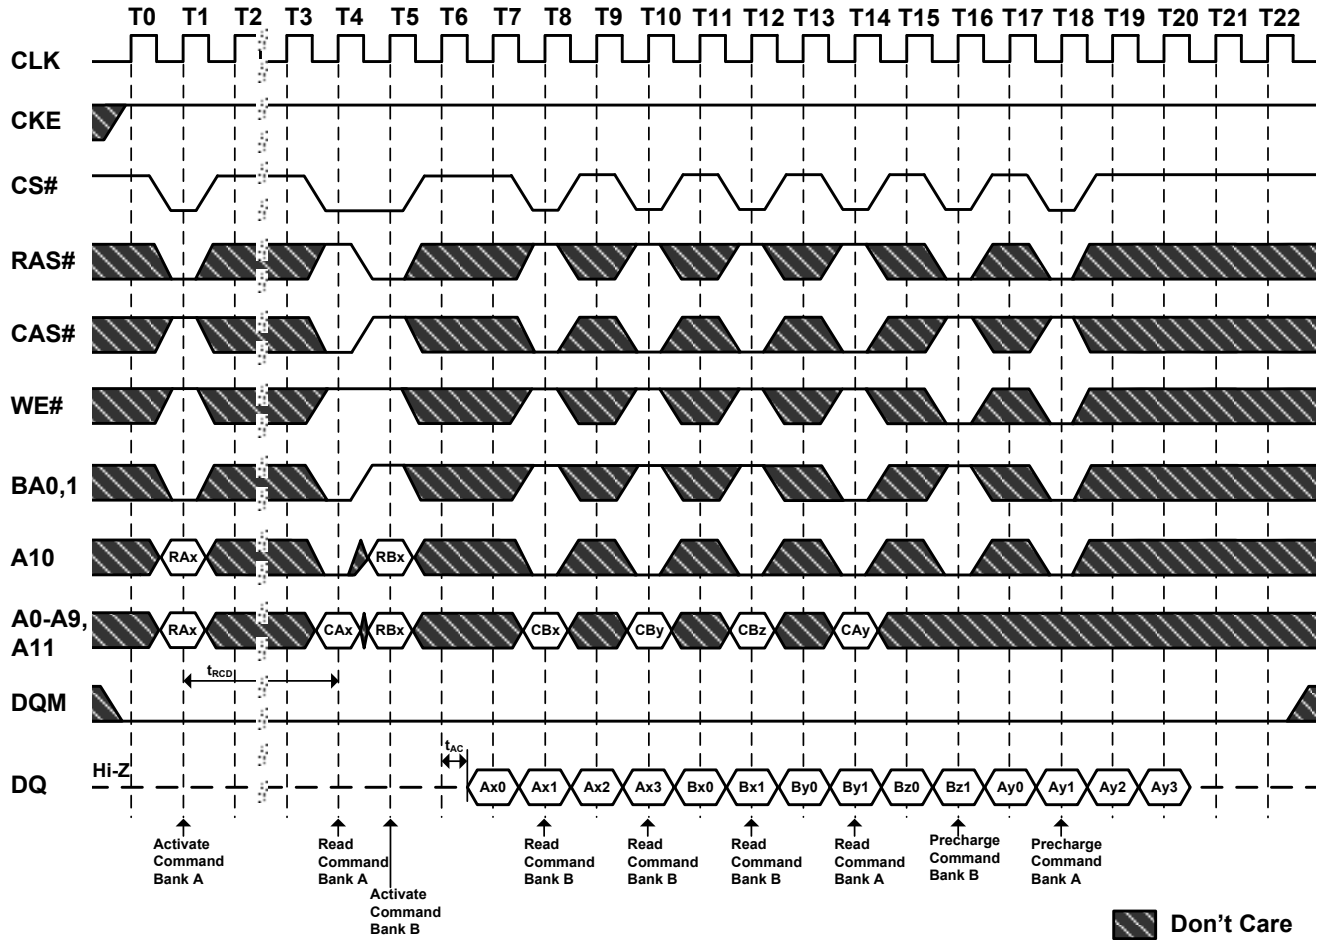 T0 T1 T2 T3 T4 T5 T6 T7 T8 T9 T10 T11 T12 T13 T14 T15 T16 T17 T18 T19 T20 T21 T22
CLK
CKE
CS#
RAS#
CAS#
WE#
BA0,1
A10 RAx RBx
A0-A9,
A11 RAx CAx RBx CBx CBy CBz CAy
tRCD
DQM
tAC
Hi-Z
DQ Ax0 Ax1 Ax2 Ax3 Bx0 Bx1 By0 By1 Bz0 Bz1 Ay0 Ay1 Ay2 Ay3
Activate
Command
Bank A
Read
Command
Bank A
Activate
Command
Bank B
Read
Command
Bank B
Read
Command
Bank B
Read
Command
Bank B
Read
Command
Bank A
Precharge
Command
Bank B
Precharge
Command
Bank A
Don't Care